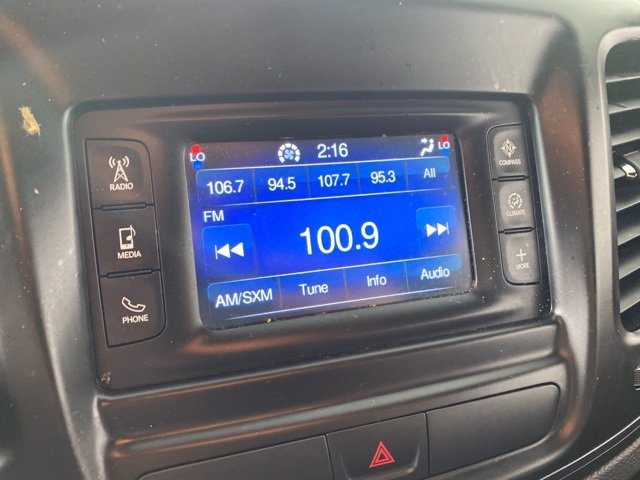 LO 2:16 LO
106.7 94.5 107.7 95.3 All
FM
100.9
AM/SXM Tune Info Audio
RADIO
MEDIA
PHONE
N
COMPASS
CLIMATE
+
MORE